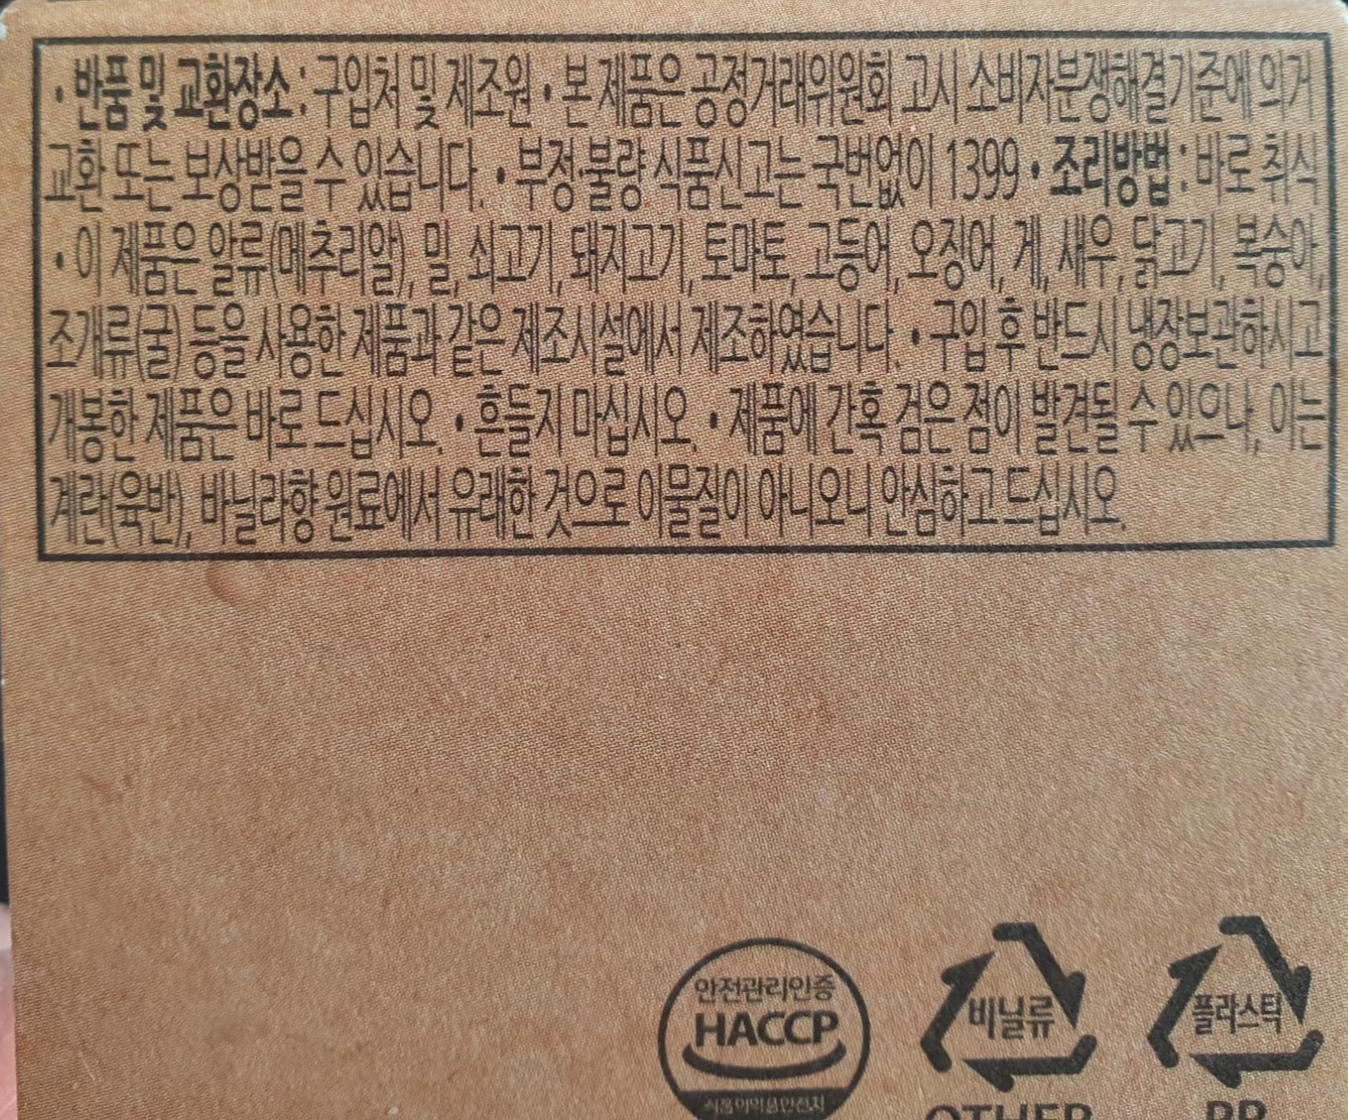 • 반품 및 교환장소 : 구입처 및 제조원 • 본 제품은 공정거래위원회 고시 소비자분쟁해결기준에 의거
교환 또는 보상받을 수 있습니다. • 부정·불량 식품신고는 국번없이 1399 • 조리방법 : 바로 취식
• 이 제품은 알류(메추리알), 밀, 쇠고기, 돼지고기, 토마토, 고등어, 오징어, 게, 새우, 닭고기, 복숭아,
조개류(굴) 등을 사용한 제품과 같은 제조시설에서 제조하였습니다. • 구입 후 반드시 냉장보관하시고
개봉한 제품은 바로 드십시오. • 흔들지 마십시오. • 제품에 간혹 검은 점이 발견될 수 있으나, 이는
계란(육반), 바닐라향 원료에서 유래한 것으로 이물질이 아니오니 안심하고 드십시오.
안전관리인증
HACCP
식품의약품안전처
비닐류
OTHER
플라스틱
PP